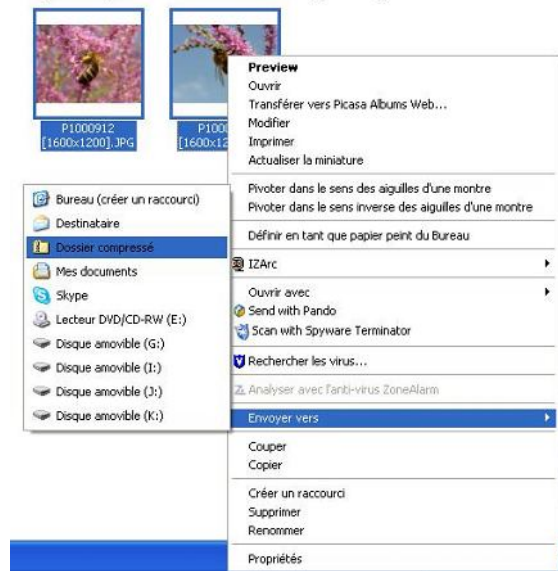 P1000912
[1600x1200].JPG
P100
[1600x12
Preview
Ouvrir
Transférer vers Picasa Albums Web...
Modifier
Imprimer
Actualiser la miniature
Pivoter dans le sens des aiguilles d'une montre
Pivoter dans le sens inverse des aiguilles d'une montre
Définir en tant que papier peint du Bureau
IZArc
Ouvrir avec
Send with Pando
Scan with Spyware Terminator
Rechercher les virus...
Analyser avec l'anti-virus ZoneAlarm
Envoyer vers
Couper
Copier
Créer un raccourci
Supprimer
Renommer
Propriétés
Bureau (créer un raccourci)
Destinataire
Dossier compressé
Mes documents
Skype
Lecteur DVD/CD-RW (E:)
Disque amovible (G:)
Disque amovible (I:)
Disque amovible (J:)
Disque amovible (K:)